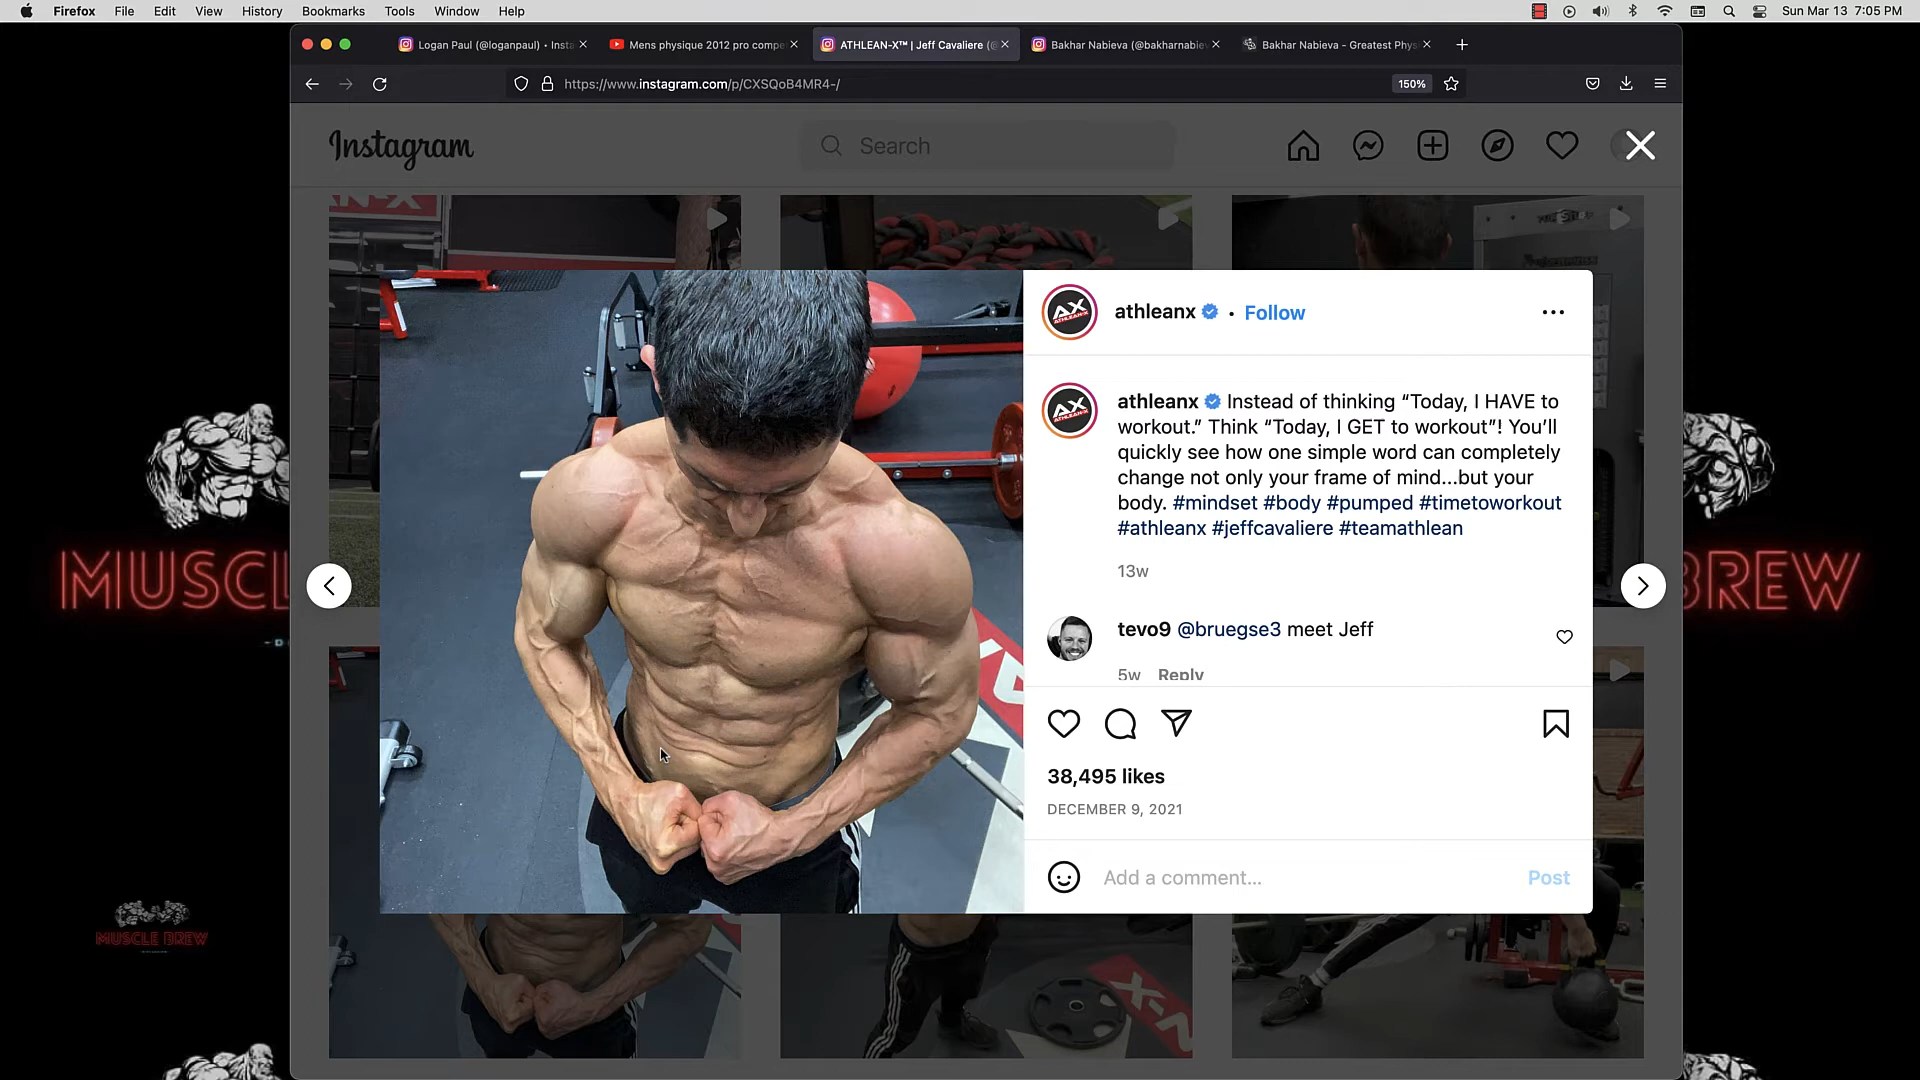 Firefox File Edit View History Bookmarks Tools Window Help Sun Mar 13 7:05 PM
Logan Paul (@loganpaul) • Insta
Mens physique 2012 pro compe
ATHLEAN-X™ | Jeff Cavaliere (@
Bakhar Nabieva (@bakharnabiev
Bakhar Nabieva - Greatest Phys
https://www.instagram.com/p/CXSQoB4MR4-/ 150%
Instagram
Search
athleanx • Follow
AX
ATHLEAN-X
athleanx Instead of thinking “Today, I HAVE to
workout.” Think “Today, I GET to workout”! You’ll
quickly see how one simple word can completely
change not only your frame of mind...but your
body. #mindset #body #pumped #timetoworkout
#athleanx #jeffcavaliere #teamathlean
AX
ATHLEAN-X
13w
tevo9 @bruegse3 meet Jeff
5w Reply
38,495 likes
DECEMBER 9, 2021
Add a comment... Post
MUSCL
BREW
MUSCLE BREW